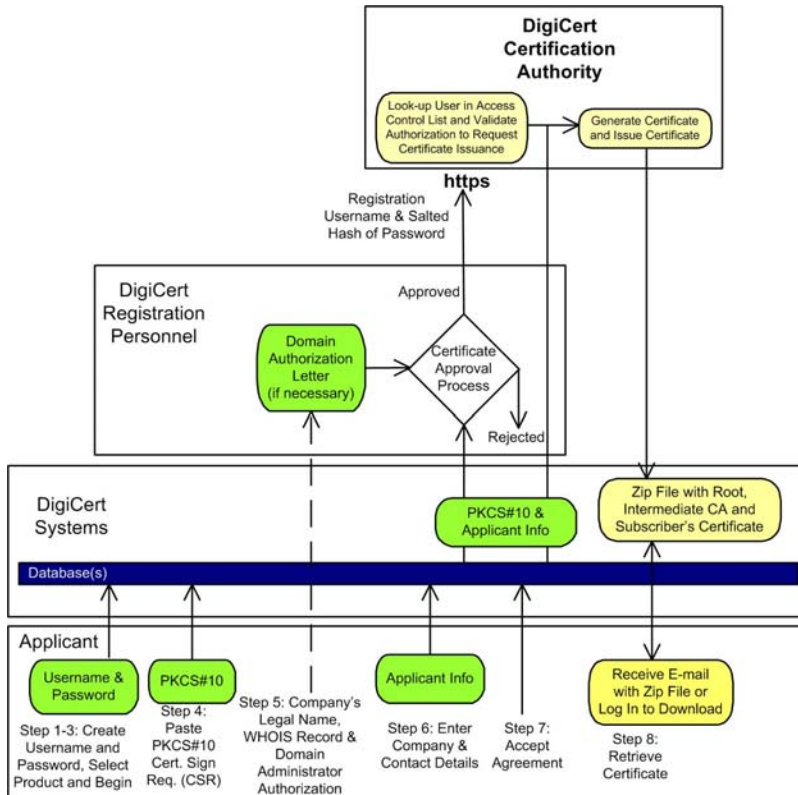 DigiCert
Certification
Authority
Look-up User in Access
Control List and Validate
Authorization to Request
Certificate Issuance
Generate Certificate
and Issue Certificate
https
Registration
Username & Salted
Hash of Password
DigiCert
Registration
Personnel
Approved
Domain
Authorization
Letter
(if necessary)
Certificate
Approval
Process
Rejected
DigiCert
Systems
PKCS#10 &
Applicant Info
Zip File with Root,
Intermediate CA and
Subscriber's Certificate
Database(s)
Applicant
Username &
Password
PKCS#10
Applicant Info
Receive E-mail
with Zip File or
Log In to Download
Step 1-3: Create
Username and
Password, Select
Product and Begin
Step 4:
Paste
PKCS#10
Cert. Sign
Req. (CSR)
Step 5: Company's
Legal Name,
WHOIS Record &
Domain
Administrator
Authorization
Step 6: Enter
Company &
Contact Details
Step 7:
Accept
Agreement
Step 8:
Retrieve
Certificate